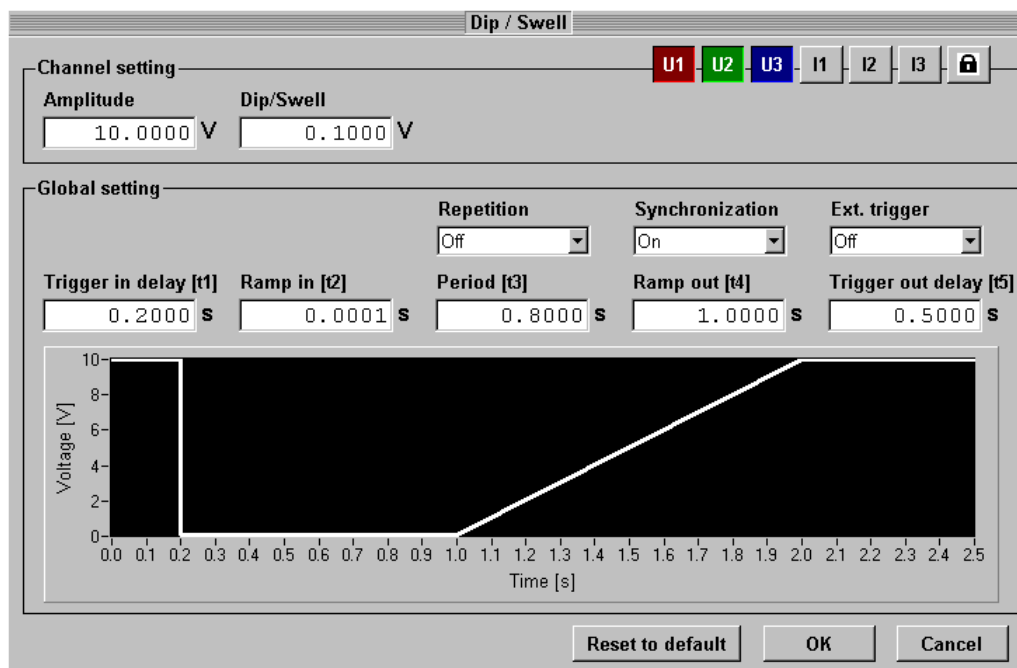 Dip / Swell
Channel setting U1 U2 U3 I1 I2 I3
Amplitude Dip/Swell
10.0000 V 0.1000 V
Global setting
Repetition Synchronization Ext. trigger
Off On Off
Trigger in delay [t1] Ramp in [t2] Period [t3] Ramp out [t4] Trigger out delay [t5]
0.2000 s 0.0001 s 0.8000 s 1.0000 s 0.5000 s
10
8
6
4
2
0
Voltage [V]
0.0 0.1 0.2 0.3 0.4 0.5 0.6 0.7 0.8 0.9 1.0 1.1 1.2 1.3 1.4 1.5 1.6 1.7 1.8 1.9 2.0 2.1 2.2 2.3 2.4 2.5
Time [s]
Reset to default OK Cancel